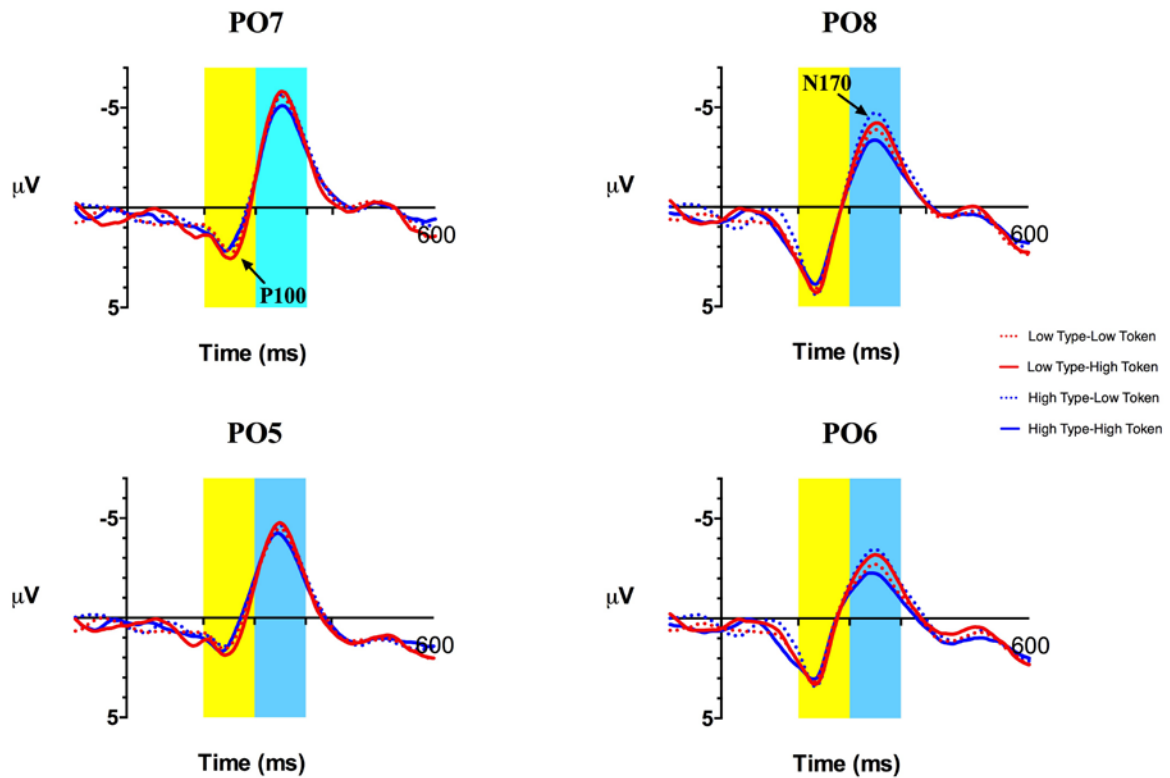 PO7
-5
μV
5
P100
600
Time (ms)
PO8
N170
-5
μV
5
600
Time (ms)
Low Type-Low Token
Low Type-High Token
High Type-Low Token
High Type-High Token
PO5
-5
μV
5
600
Time (ms)
PO6
-5
μV
5
600
Time (ms)